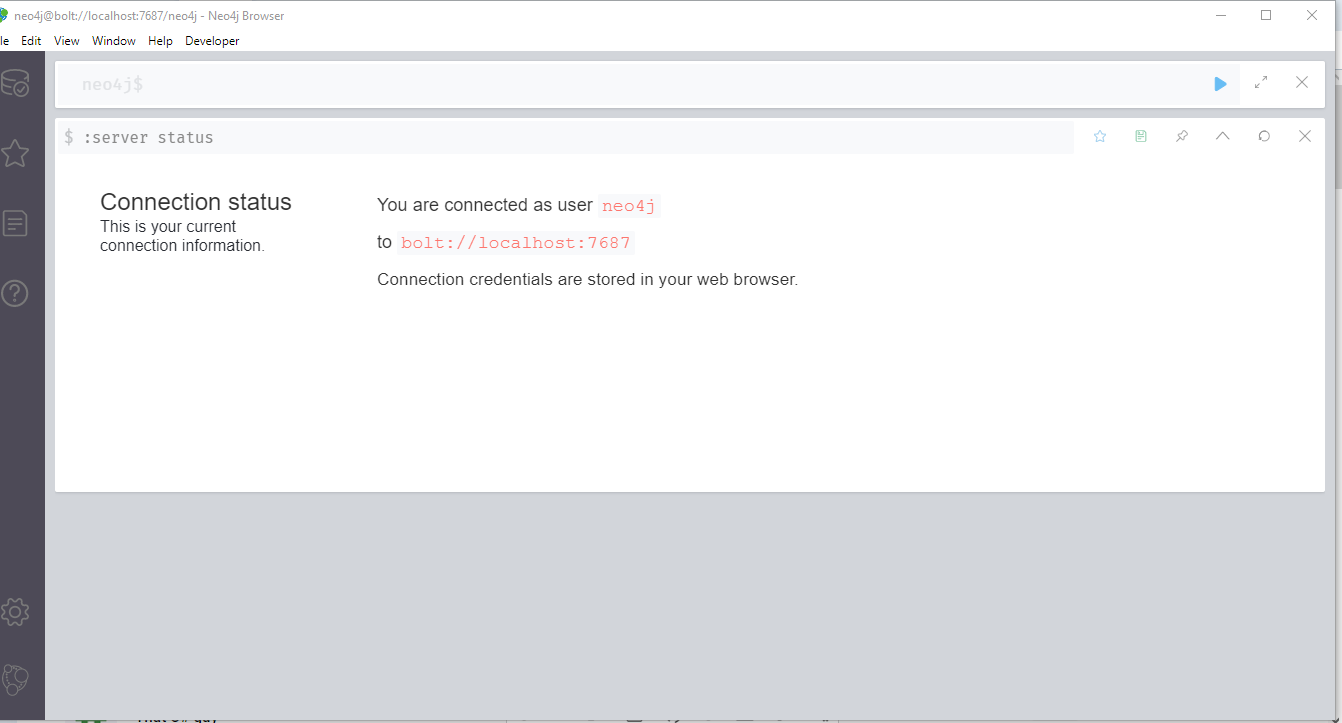 neo4j@bolt://localhost:7687/neo4j - Neo4j Browser
le Edit View Window Help Developer
neo4j$
$ :server status
Connection status
This is your current
connection information.
You are connected as user neo4j
to bolt://localhost:7687
Connection credentials are stored in your web browser.